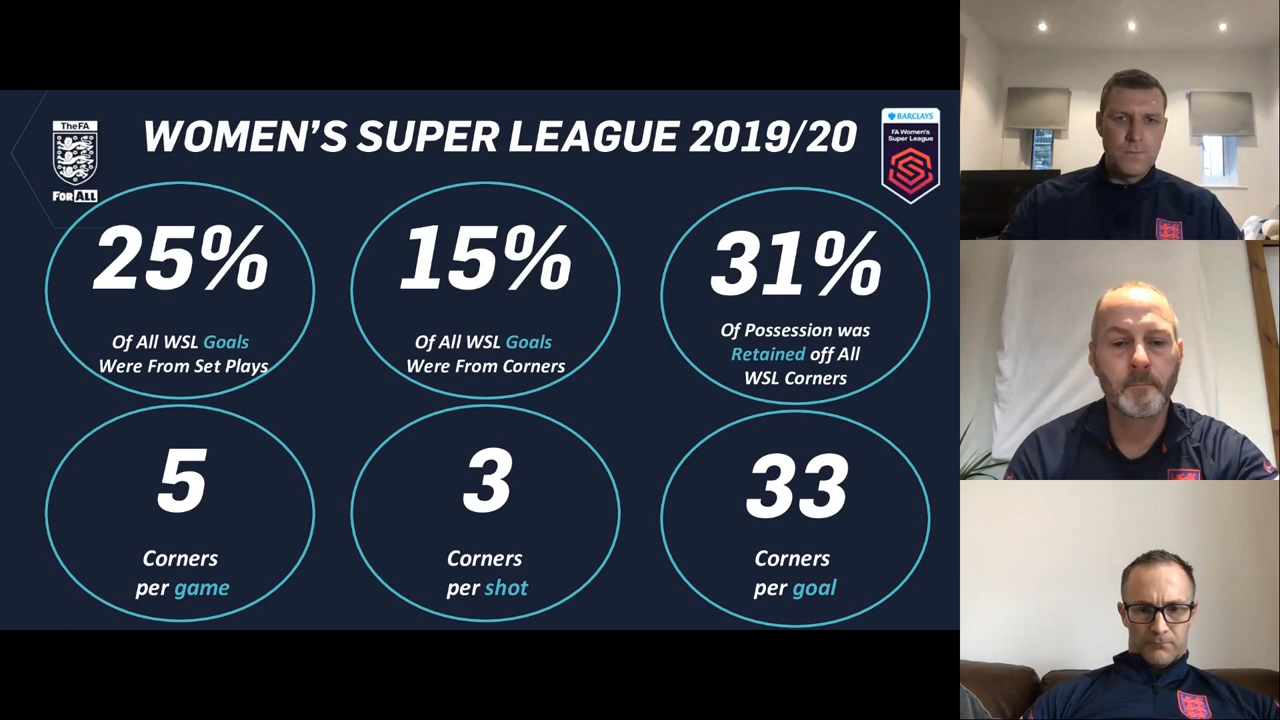 TheFA
FOR ALL
WOMEN'S SUPER LEAGUE 2019/20
BARCLAYS
FA Women's
Super League
25%
Of All WSL Goals
Were From Set Plays
15%
Of All WSL Goals
Were From Corners
31%
Of Possession was
Retained off All
WSL Corners
5
Corners
per game
3
Corners
per shot
33
Corners
per goal